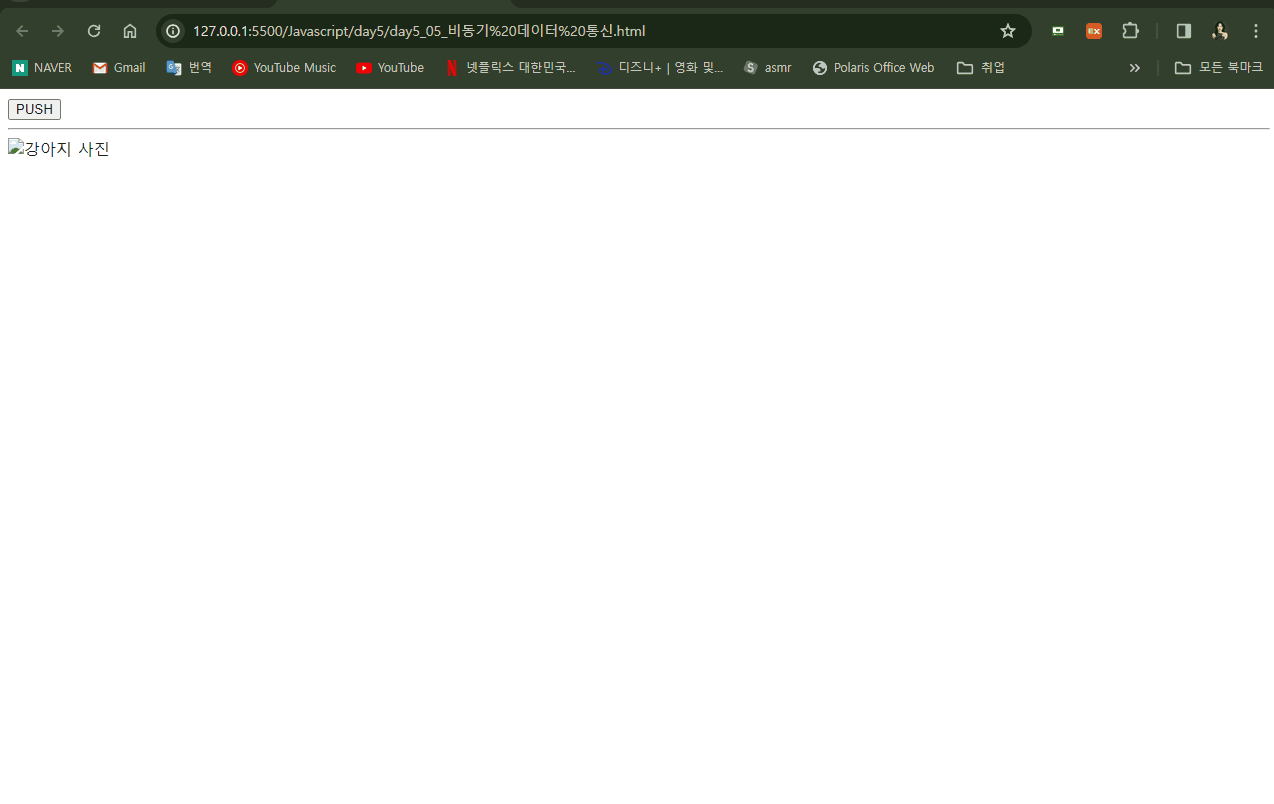 127.0.0.1:5500/Javascript/day5/day5_05_비동기%20데이터%20통신.html
EX
N NAVER Gmail 번역 YouTube Music YouTube 넷플릭스 대한민국... 디즈니+ | 영화 및... S asmr Polaris Office Web 취업 » 모든 북마크
PUSH
강아지 사진